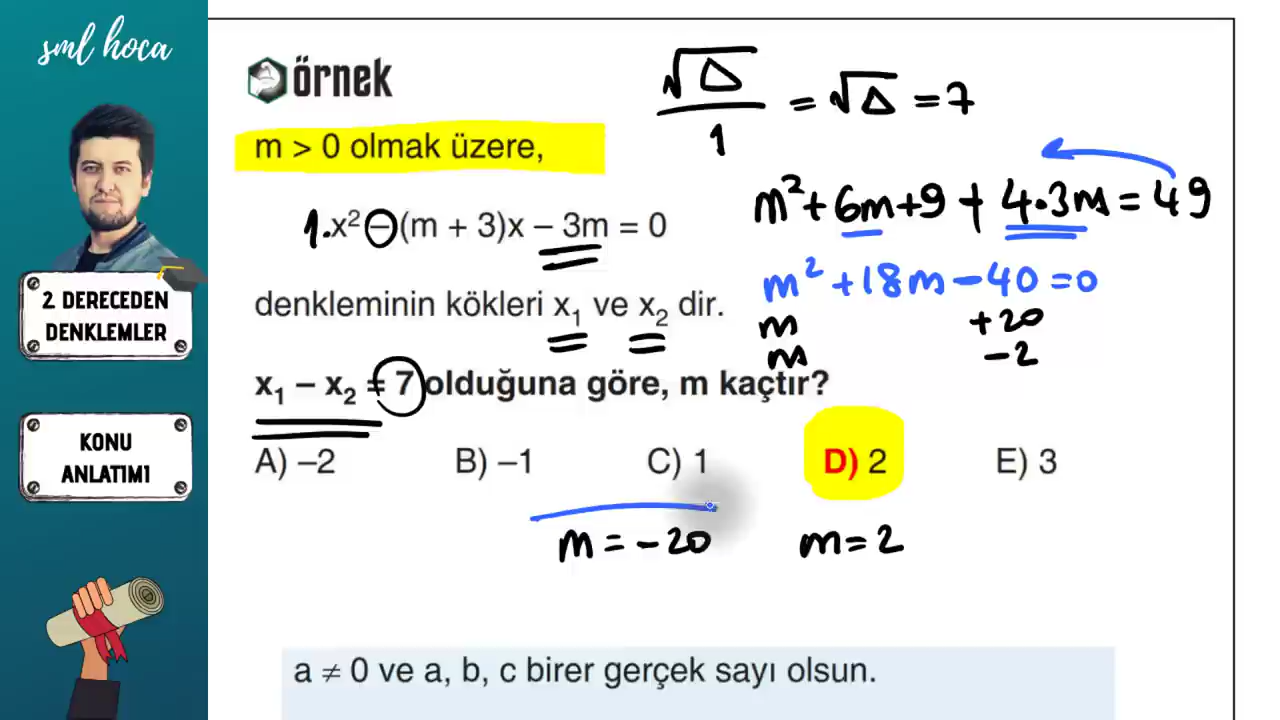 sml hoca
2 DERECEDEN
DENKLEMLER
KONU
ANLATIMI
örnek
m > 0 olmak üzere,
1.x² – (m + 3)x – 3m = 0
denkleminin kökleri x₁ ve x₂ dir.
x₁ – x₂ = 7 olduğuna göre, m kaçtır?
A) –2 B) –1 C) 1 D) 2 E) 3
√Δ / 1 = √Δ = 7
m² + 6m + 9 + 4·3m = 49
m² + 18m – 40 = 0
m +20
m –2
m = –20 m = 2
a ≠ 0 ve a, b, c birer gerçek sayı olsun.